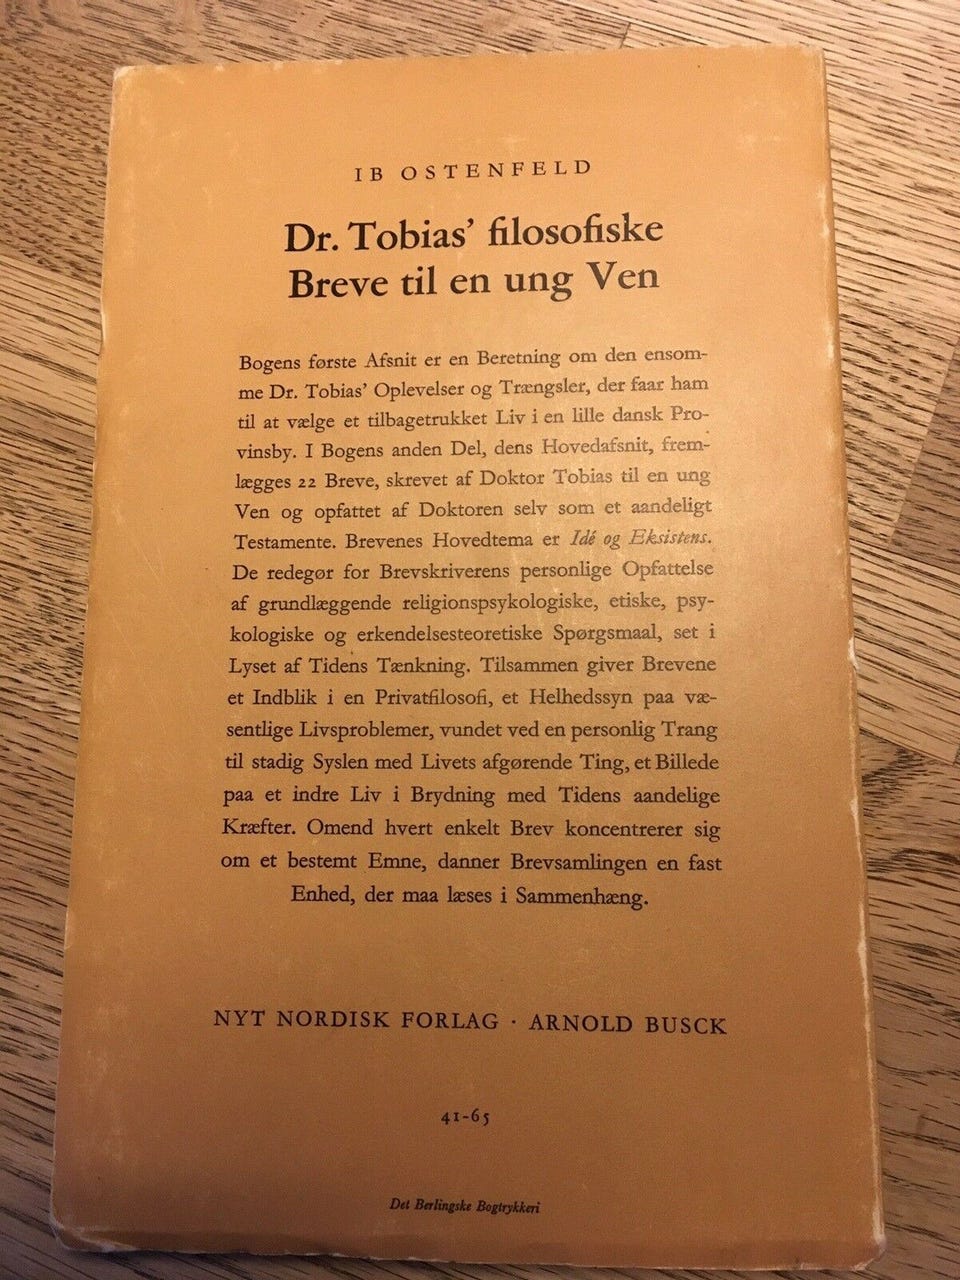 IB OSTENFELD
Dr. Tobias’ filosofiske
Breve til en ung Ven
Bogens første Afsnit er en Beretning om den ensom-
me Dr. Tobias’ Oplevelser og Trængsler, der faar ham
til at vælge et tilbagetrukket Liv i en lille dansk Pro-
vinsby. I Bogens anden Del, dens Hovedafsnit, frem-
lægges 22 Breve, skrevet af Doktor Tobias til en ung
Ven og opfattet af Doktoren selv som et aandeligt
Testamente. Brevenes Hovedtema er Idé og Eksistens.
De redegør for Brevskriverens personlige Opfattelse
af grundlæggende religionspsykologiske, etiske, psy-
kologiske og erkendelsesteoretiske Spørgsmaal, set i
Lyset af Tidens Tænkning. Tilsammen giver Brevene
et Indblik i en Privatfilosofi, et Helhedssyn paa væ-
sentlige Livsproblemer, vundet ved en personlig Trang
til stadig Syslen med Livets afgørende Ting, et Billede
paa et indre Liv i Brydning med Tidens aandelige
Kræfter. Omend hvert enkelt Brev koncentrerer sig
om et bestemt Emne, danner Brevsamlingen en fast
Enhed, der maa læses i Sammenhæng.
NYT NORDISK FORLAG · ARNOLD BUSCK
41-65
Det Berlingske Bogtrykkeri